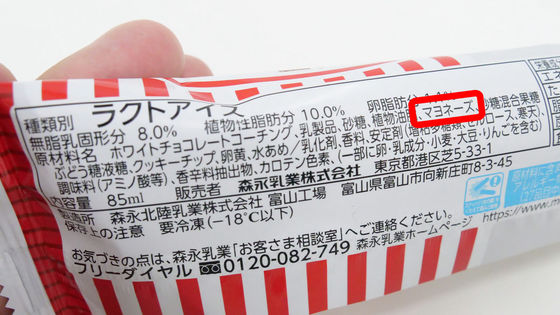 種類別 ラクトアイス
無脂乳固形分 8.0% 植物性脂肪分 10.0% 卵脂肪分 1.1%
原材料名 ホワイトチョコレートコーチング、乳製品、砂糖、植物油脂、マヨネーズ、砂糖混合果糖
ぶどう糖液糖、クッキーチップ、卵黄、水あめ/乳化剤、香料、安定剤(増粘多糖類、セルロース、寒天)、
調味料(アミノ酸等)、香辛料抽出物、カロテン色素、(一部に卵・乳成分・小麦・大豆・りんごを含む)
内容量 85ml 販売者 森永乳業株式会社 東京都港区芝5-33-1
製造所 森永北陸乳業株式会社 富山工場 富山県富山市向新庄町8-3-45
保存上の注意 要冷凍(-18℃以下)
お気づきの点は、森永乳業「お客さま相談室」へご連絡ください。
フリーダイヤル 0120-082-749 森永乳業ホームページ https://www.m
栄養成